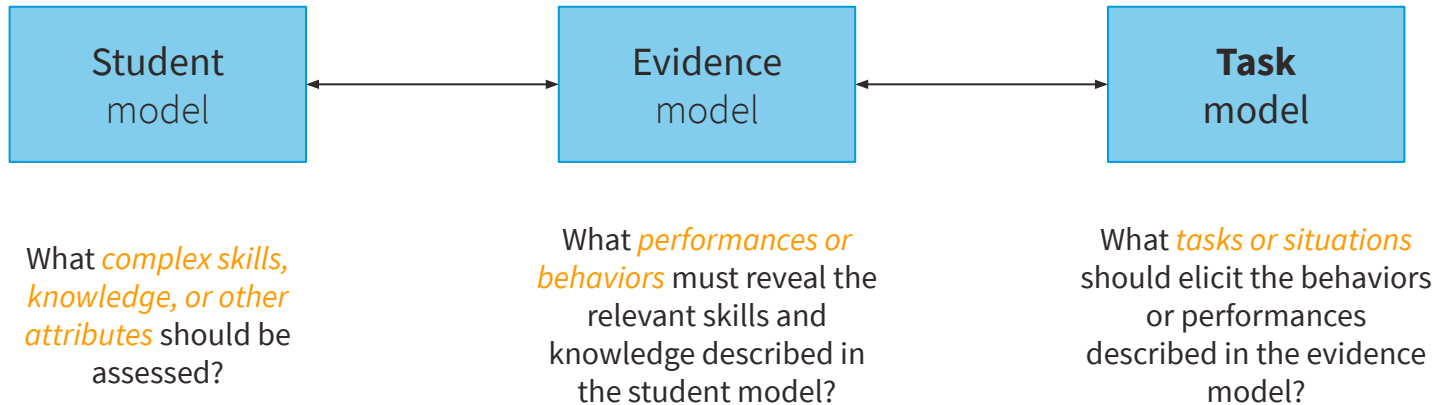 Student
model
Evidence
model
Task
model
What complex skills,
knowledge, or other
attributes should be
assessed?
What performances or
behaviors must reveal the
relevant skills and
knowledge described in
the student model?
What tasks or situations
should elicit the behaviors
or performances
described in the evidence
model?